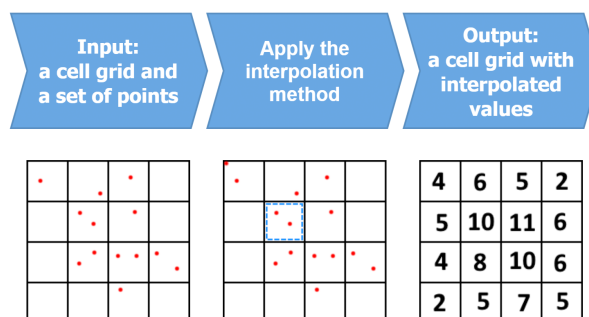 Input:
a cell grid and
a set of points
Apply the
interpolation
method
Output:
a cell grid with
interpolated
values
4 6 5 2
5 10 11 6
4 8 10 6
2 5 7 5